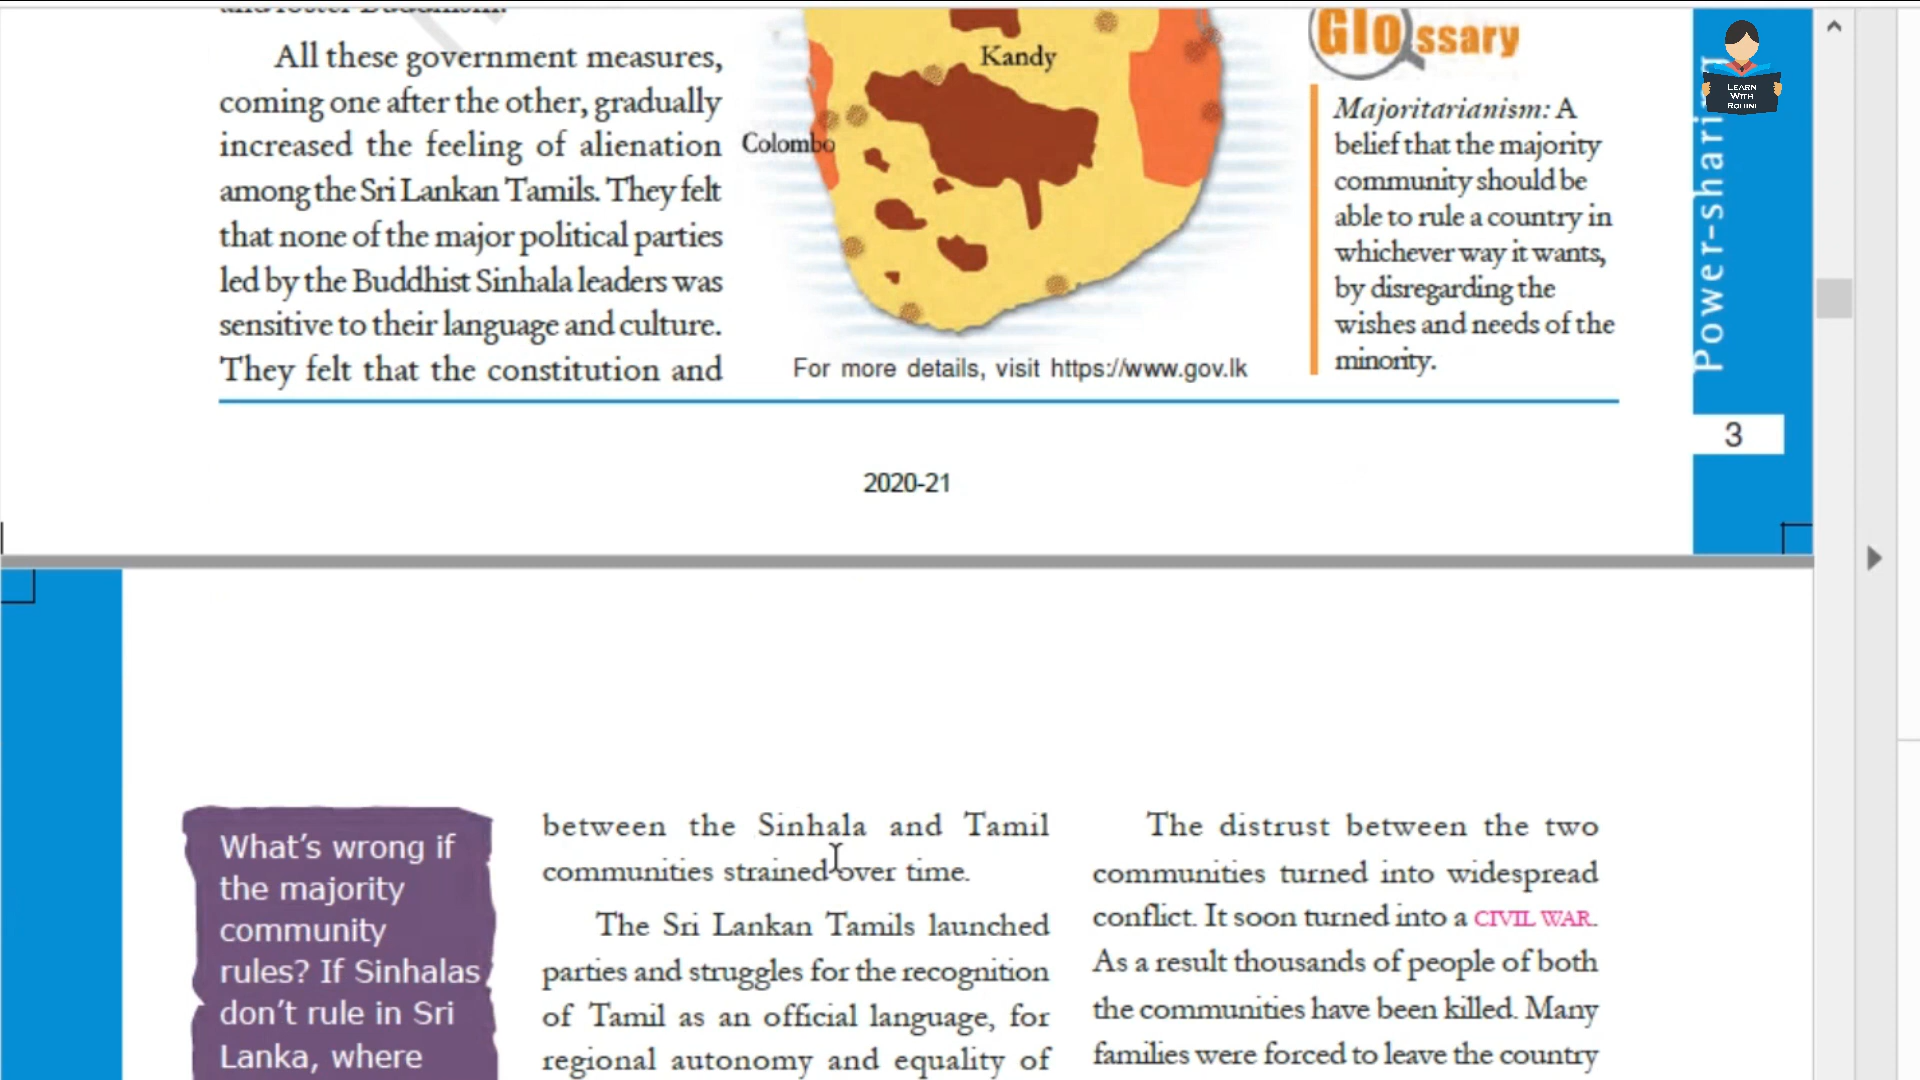 and foster Buddhism.
All these government measures,
coming one after the other, gradually
increased the feeling of alienation
among the Sri Lankan Tamils. They felt
that none of the major political parties
led by the Buddhist Sinhala leaders was
sensitive to their language and culture.
They felt that the constitution and
Kandy
Colombo
For more details, visit https://www.gov.lk
Glossary
Majoritarianism: A
belief that the majority
community should be
able to rule a country in
whichever way it wants,
by disregarding the
wishes and needs of the
minority.
Power-sharing
LEARN
WITH
ROHINI
3
2020-21
What's wrong if
the majority
community
rules? If Sinhalas
don't rule in Sri
Lanka, where
between the Sinhala and Tamil
communities strained over time.
The Sri Lankan Tamils launched
parties and struggles for the recognition
of Tamil as an official language, for
regional autonomy and equality of
The distrust between the two
communities turned into widespread
conflict. It soon turned into a CIVIL WAR.
As a result thousands of people of both
the communities have been killed. Many
families were forced to leave the country